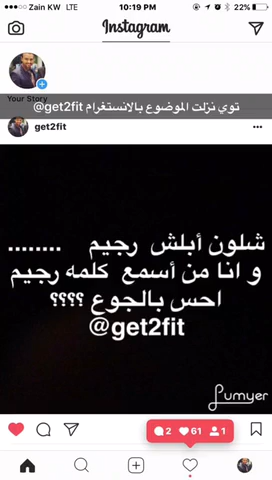 Zain KW LTE 10:19 PM 22%
Instagram
Your Story
توي نزلت الموضوع بالانستغرام @get2fit
get2fit
شلون أبلش رجيم ........
و انا من أسمع كلمه رجيم
احس بالجوع ؟؟؟؟
@get2fit
Lumyer
2 61 1